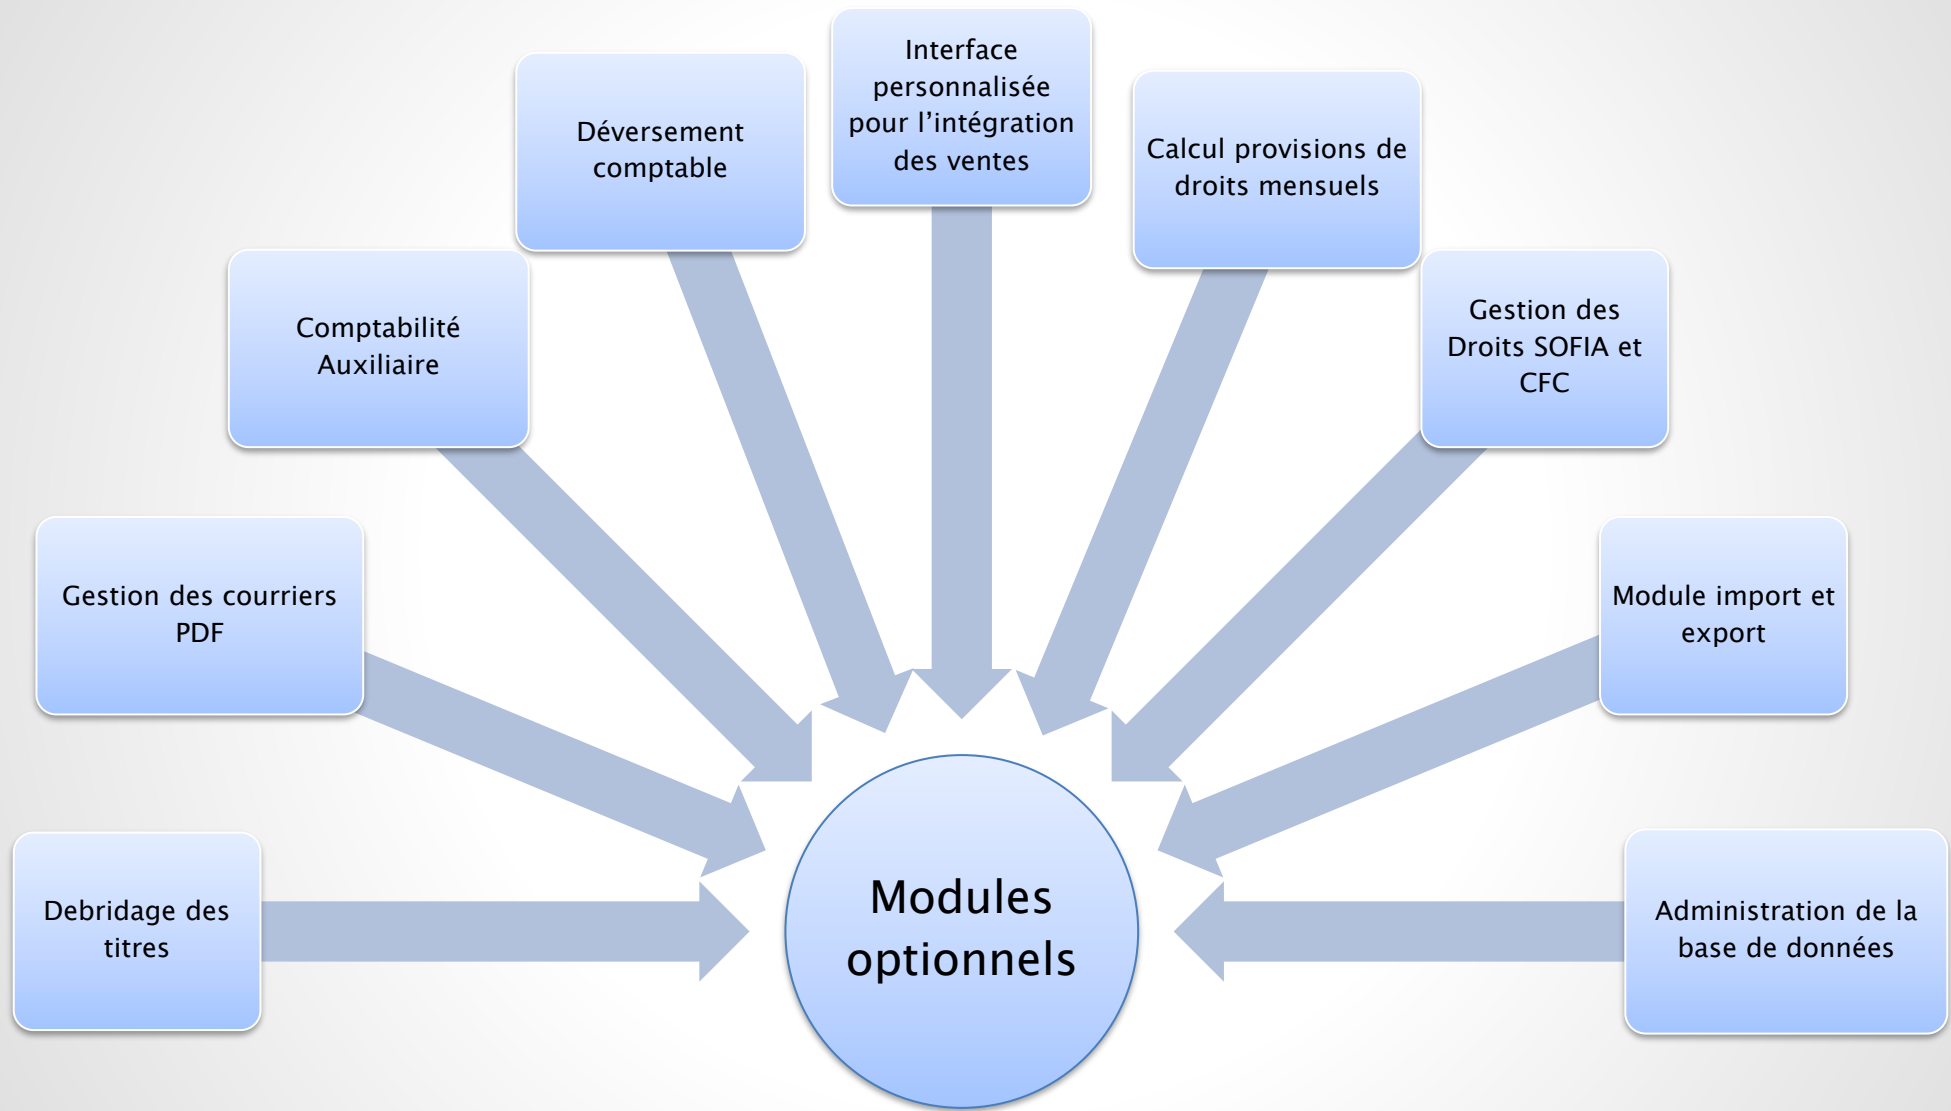 Interface
personnalisée
pour l’intégration
des ventes
Déversement
comptable
Calcul provisions de
droits mensuels
Comptabilité
Auxiliaire
Gestion des
Droits SOFIA et
CFC
Gestion des courriers
PDF
Module import et
export
Debridage des
titres
Modules
optionnels
Administration de la
base de données